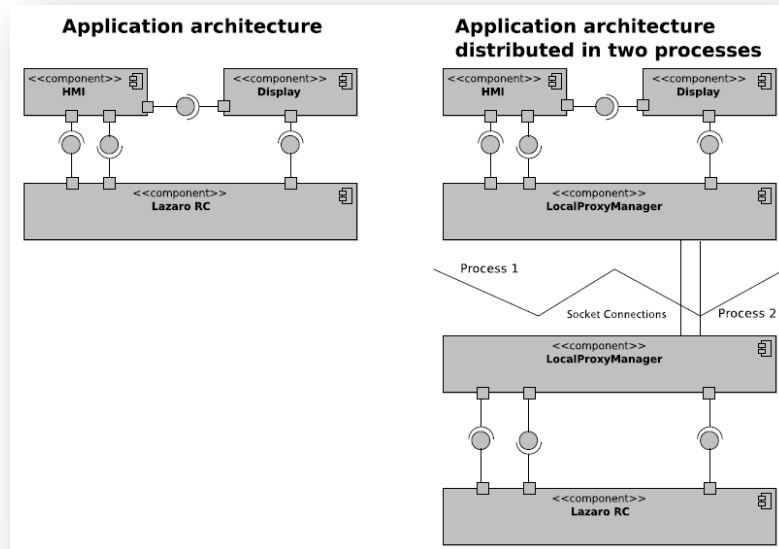 Application architecture
<<component>>
HMI
<<component>>
Display
<<component>>
Lazaro RC
Application architecture
distributed in two processes
<<component>>
HMI
<<component>>
Display
<<component>>
LocalProxyManager
Process 1
Socket Connections
Process 2
<<component>>
LocalProxyManager
<<component>>
Lazaro RC